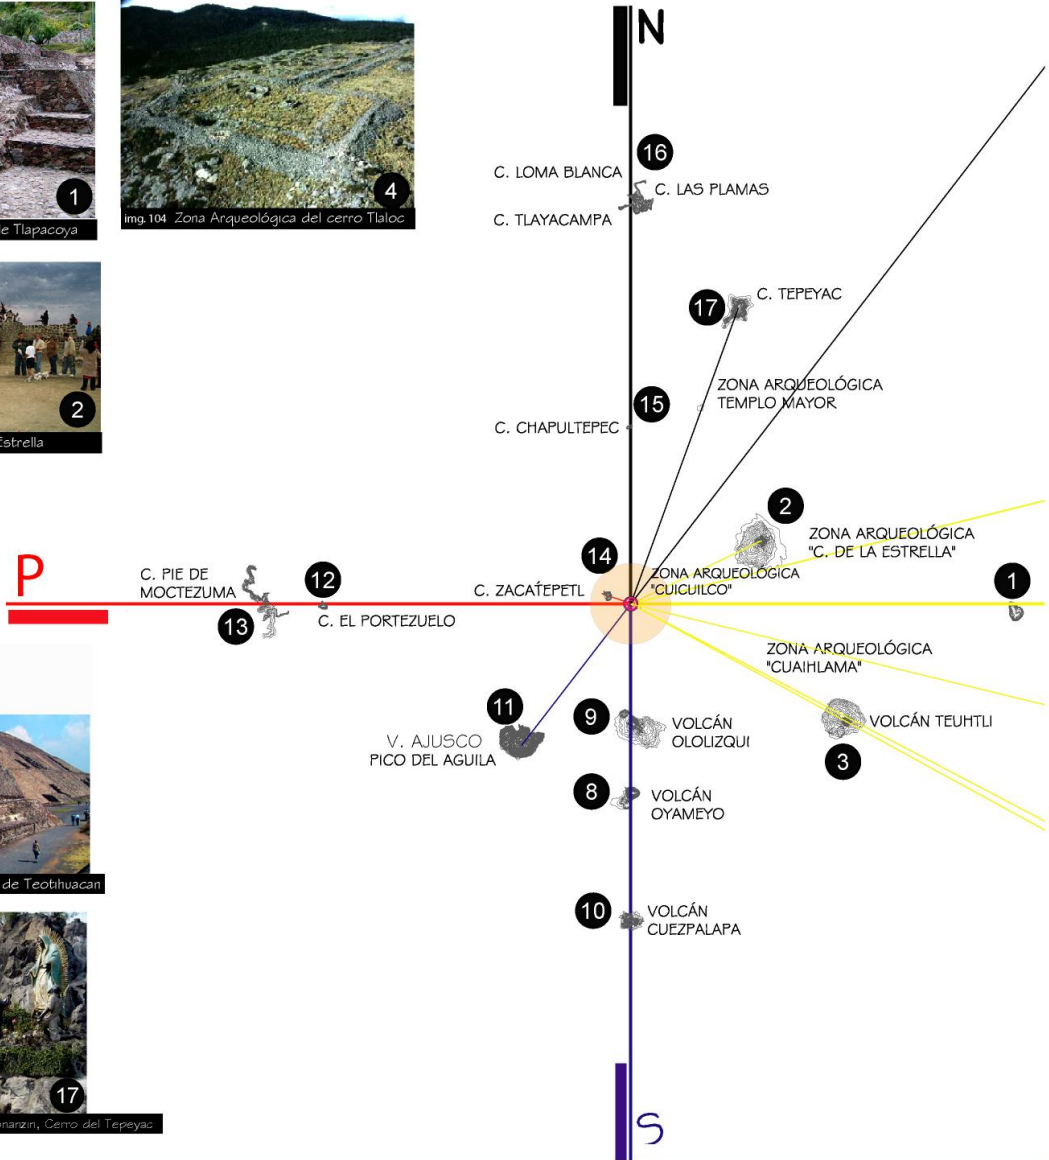 N
16
C. LOMA BLANCA
C. LAS PLAMAS
C. TLAYACAMPA
1
de Tlapacoya
4
img. 104 Zona Arqueológica del cerro Tlaloc
17
C. TEPEYAC
ZONA ARQUEOLÓGICA
TEMPLO MAYOR
15
C. CHAPULTEPEC
2
Estrella
2
ZONA ARQUEOLÓGICA
"C. DE LA ESTRELLA"
14
ZONA ARQUEOLÓGICA
"CUICUILCO"
C. ZACATEPETL
1
P
C. PIE DE
MOCTEZUMA
12
13
C. EL PORTEZUELO
ZONA ARQUEOLÓGICA
"CUAIHLAMA"
11
V. AJUSCO
PICO DEL AGUILA
9
VOLCÁN
OLOLIZQUI
VOLCÁN TEUHTLI
3
8
VOLCÁN
OYAMEYO
de Teotihuacan
10
VOLCÁN
CUEZPALAPA
17
nanzin, Cerro del Tepeyac
S